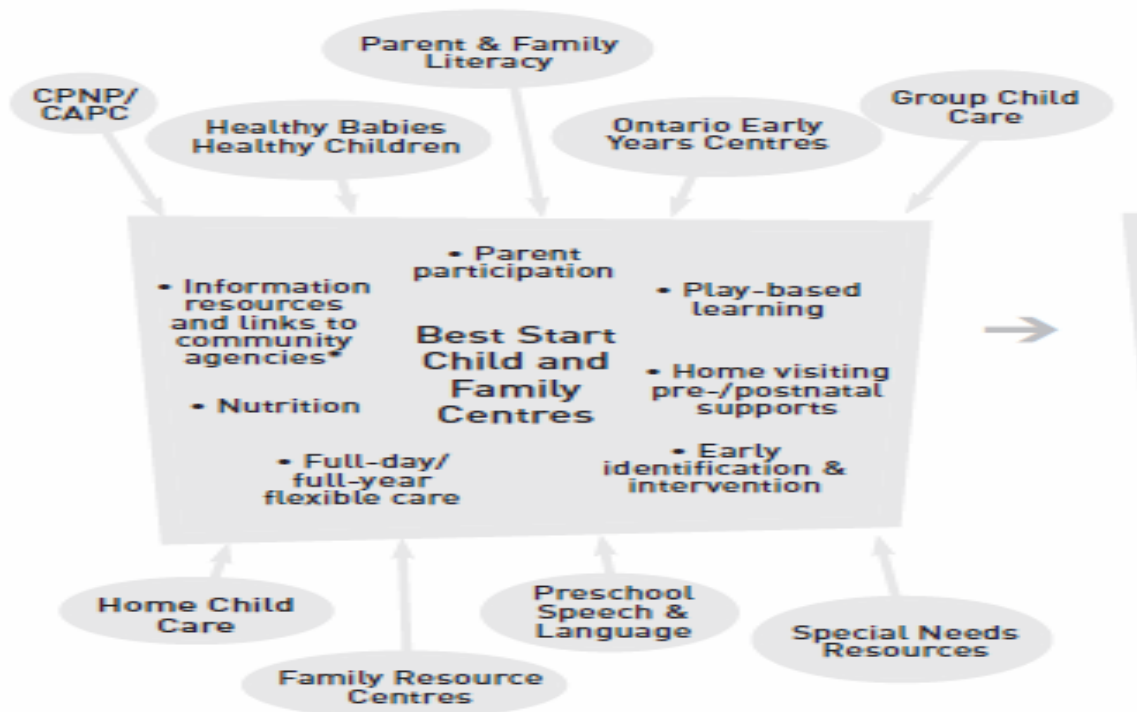 Parent & Family
Literacy
CPNP/
CAPC
Healthy Babies
Healthy Children
Ontario Early
Years Centres
Group Child
Care
• Parent
participation
• Information
resources
and links to
community
agencies*
• Play-based
learning
Best Start
Child and
Family
Centres
• Home visiting
pre-/postnatal
supports
• Nutrition
• Full-day/
full-year
flexible care
• Early
identification &
intervention
Home Child
Care
Preschool
Speech &
Language
Special Needs
Resources
Family Resource
Centres